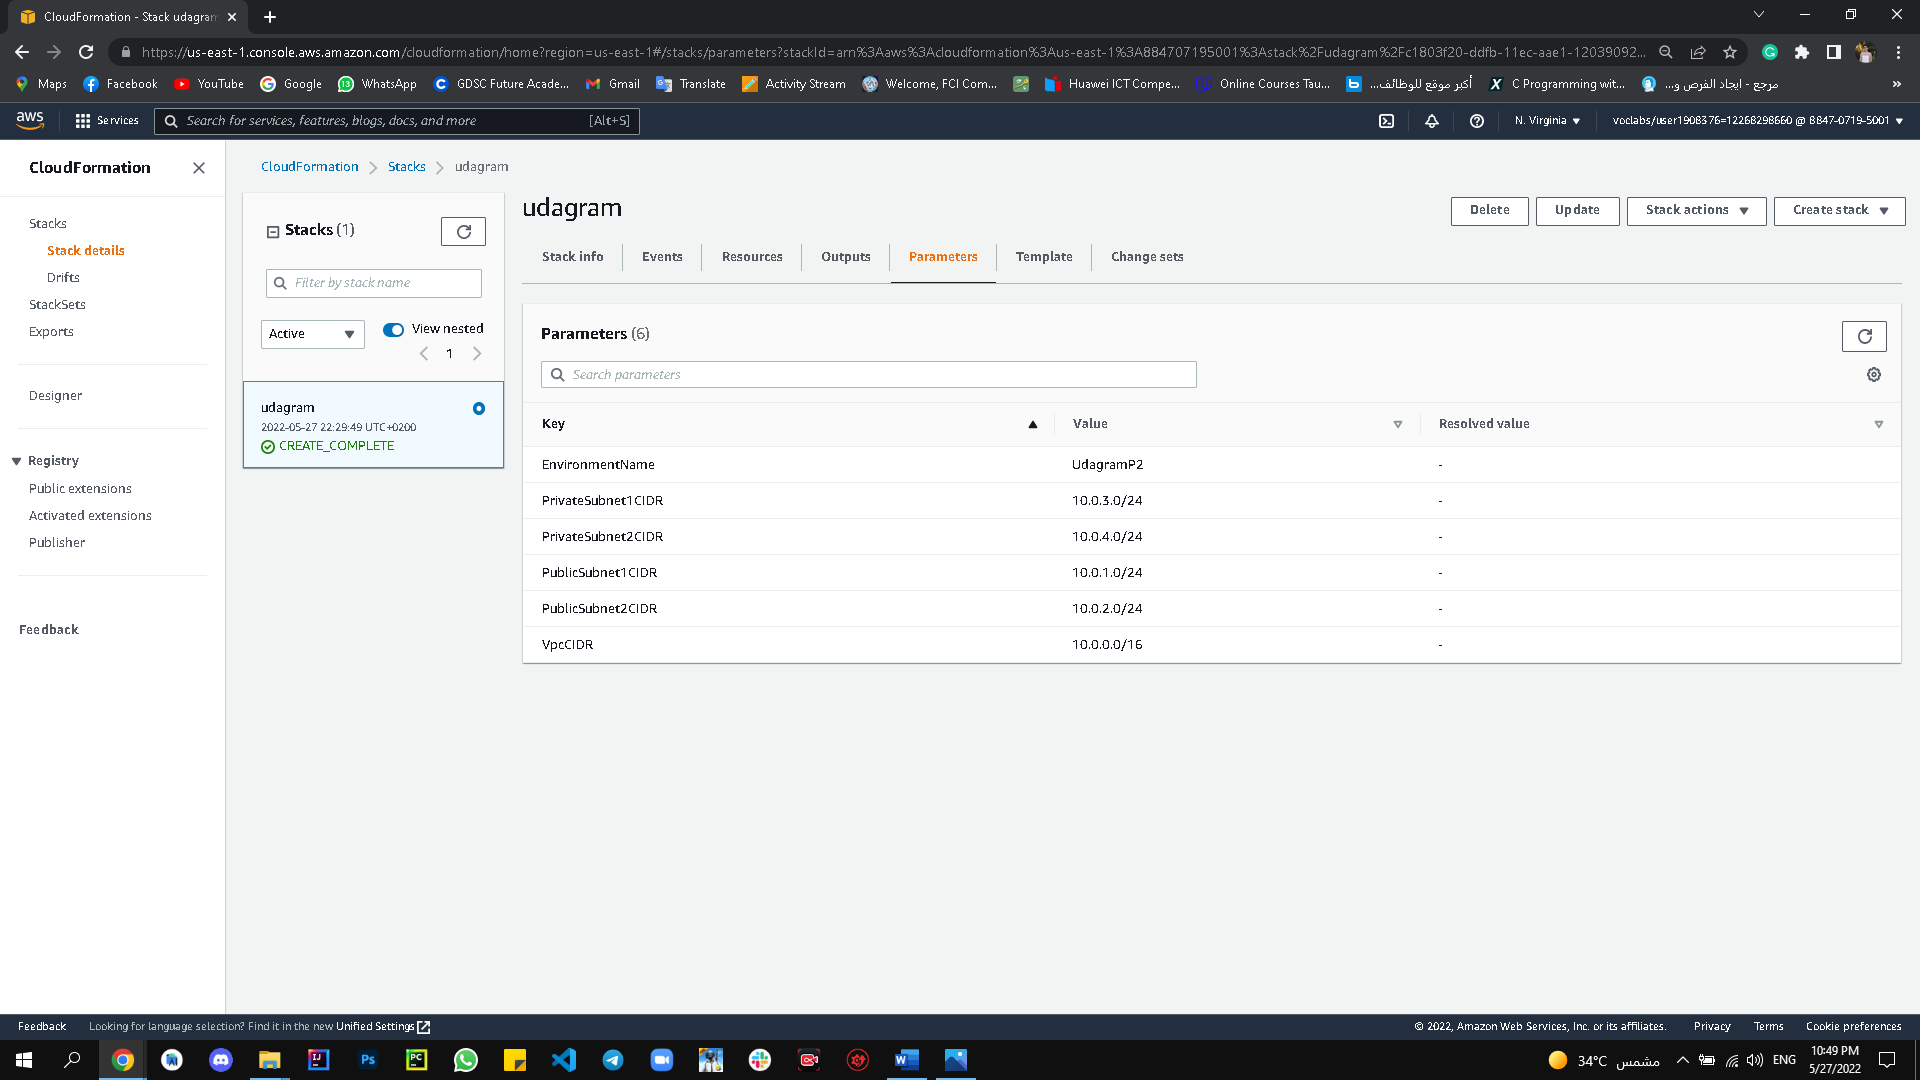 CloudFormation - Stack udagram
https://us-east-1.console.aws.amazon.com/cloudformation/home?region=us-east-1#/stacks/parameters?stackId=arn%3Aaws%3Acloudformation%3Aus-east-1%3A884707195001%3Astack%2Fudagram%2Fc1803f20-ddfb-11ec-aae1-12039092...
Maps Facebook YouTube Google WhatsApp GDSC Future Acade... Gmail Translate Activity Stream Welcome, FCI Com... Huawei ICT Compe... Online Courses Tau... أكبر موقع للوظائف... C Programming wit... مرجع - ايجاد الفرص و... »
aws Services Search for services, features, blogs, docs, and more [Alt+S] N. Virginia voclabs/user1908376=12268298660 @ 8847-0719-5001
CloudFormation
Stacks
Stack details
Drifts
StackSets
Exports
Designer
Registry
Public extensions
Activated extensions
Publisher
Feedback
CloudFormation Stacks udagram
Stacks (1)
Filter by stack name
Active View nested
1
udagram
2022-05-27 22:29:49 UTC+0200
CREATE_COMPLETE
udagram
Delete Update Stack actions Create stack
Stack info Events Resources Outputs Parameters Template Change sets
Parameters (6)
Search parameters
Key Value Resolved value
EnvironmentName UdagramP2 -
PrivateSubnet1CIDR 10.0.3.0/24 -
PrivateSubnet2CIDR 10.0.4.0/24 -
PublicSubnet1CIDR 10.0.1.0/24 -
PublicSubnet2CIDR 10.0.2.0/24 -
VpcCIDR 10.0.0.0/16 -
Feedback Looking for language selection? Find it in the new Unified Settings © 2022, Amazon Web Services, Inc. or its affiliates. Privacy Terms Cookie preferences
34°C مشمس ENG 10:49 PM
5/27/2022